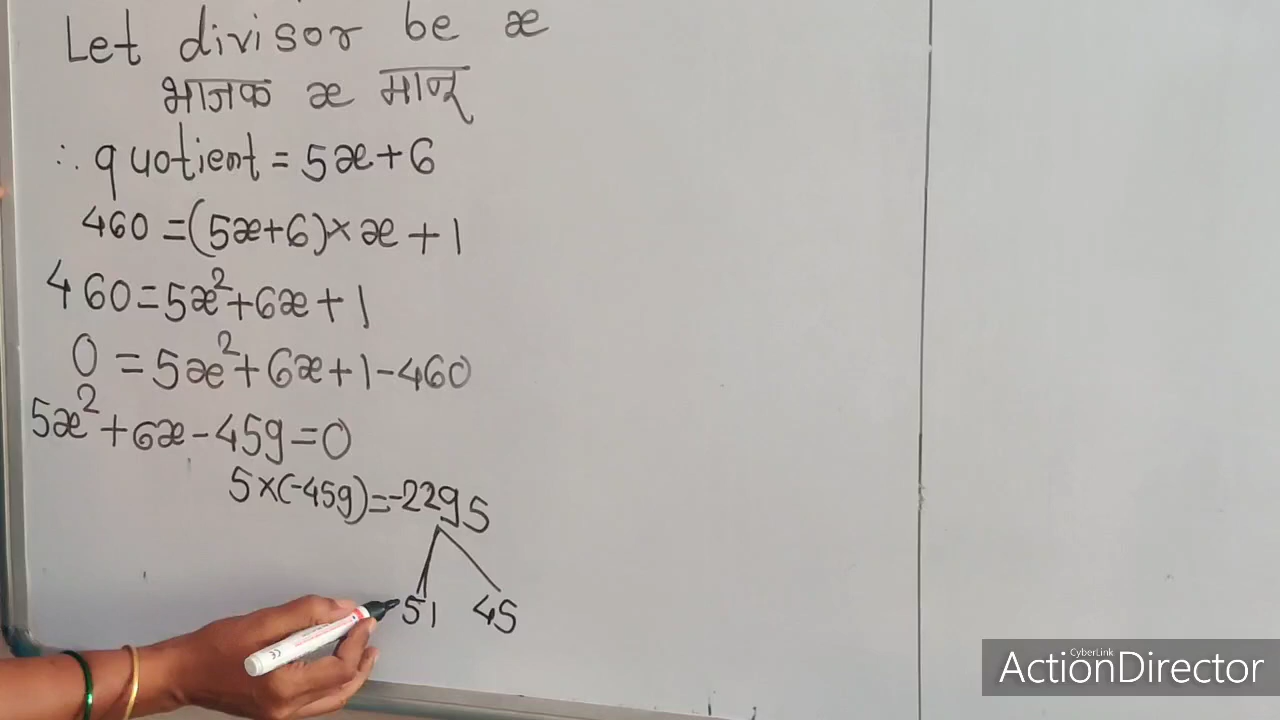 Let divisor be x
भाजक x मानू
∴ quotient = 5x+6
460 =(5x+6)×x+1
460=5x²+6x+1
0 = 5x²+6x+1-460
5x²+6x-459=0
5×(-459)=-2295
51 45
CyberLink
ActionDirector